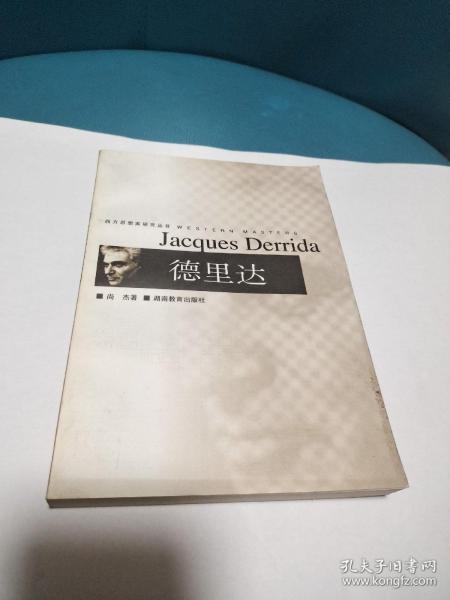 西方思想家研究丛书 WESTERN MASTERS
Jacques Derrida
德里达
■ 尚 杰著 ■ 湖南教育出版社
孔夫子旧书网
www.kongfz.com